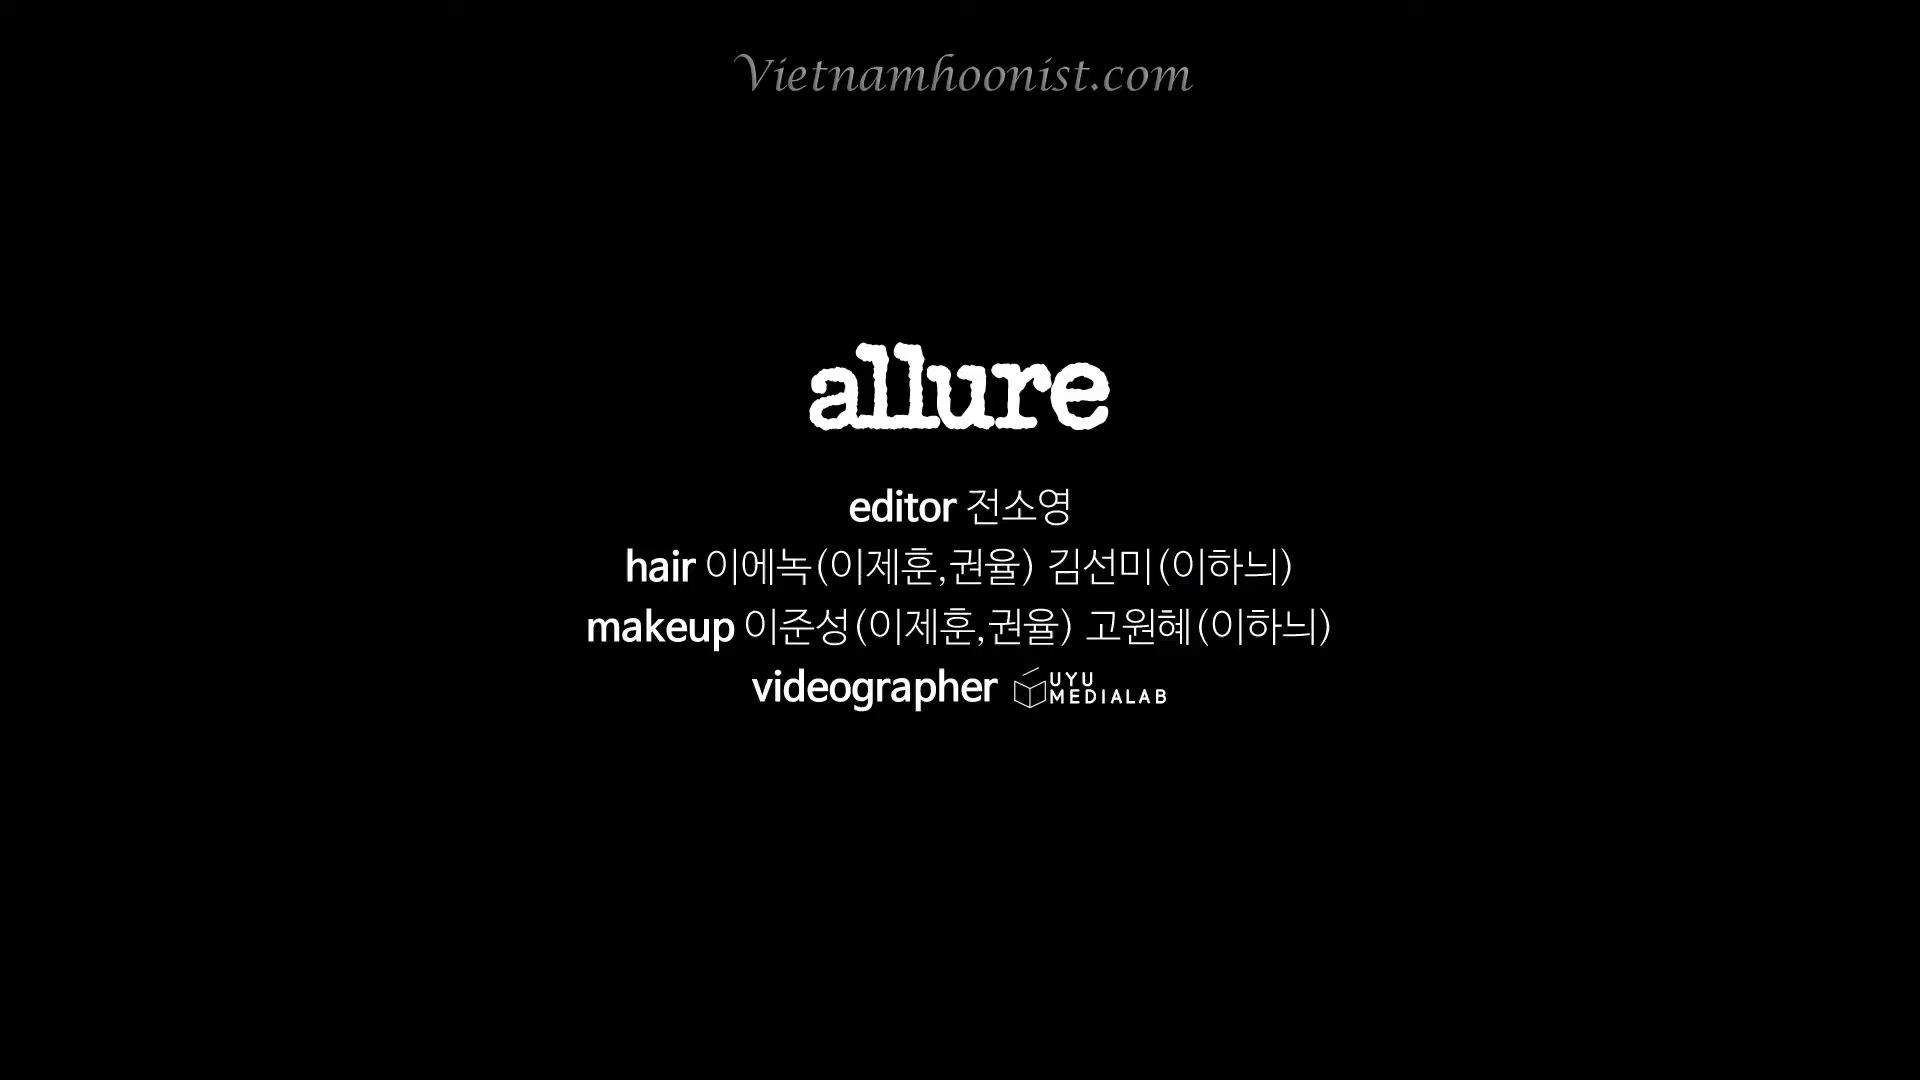 Vietnamhoonist.com
allure
editor 전소영
hair 이에녹(이제훈,권율) 김선미(이하늬)
makeup 이준성(이제훈,권율) 고원혜(이하늬)
videographer UYU MEDIALAB